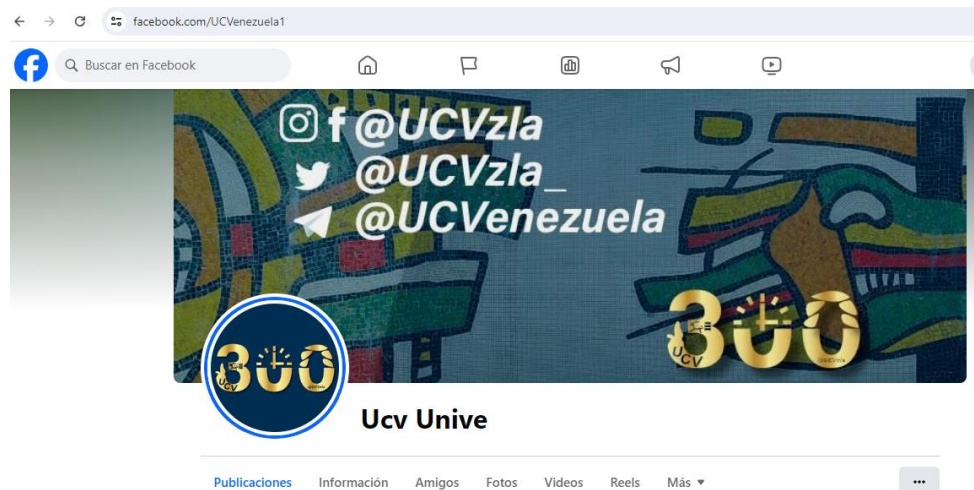 facebook.com/UCVenezuela1
Buscar en Facebook
@UCVzla
@UCVzla_
@UCVenezuela
300
UCV
300
UCV
Ucv Unive
Publicaciones Información Amigos Fotos Videos Reels Más